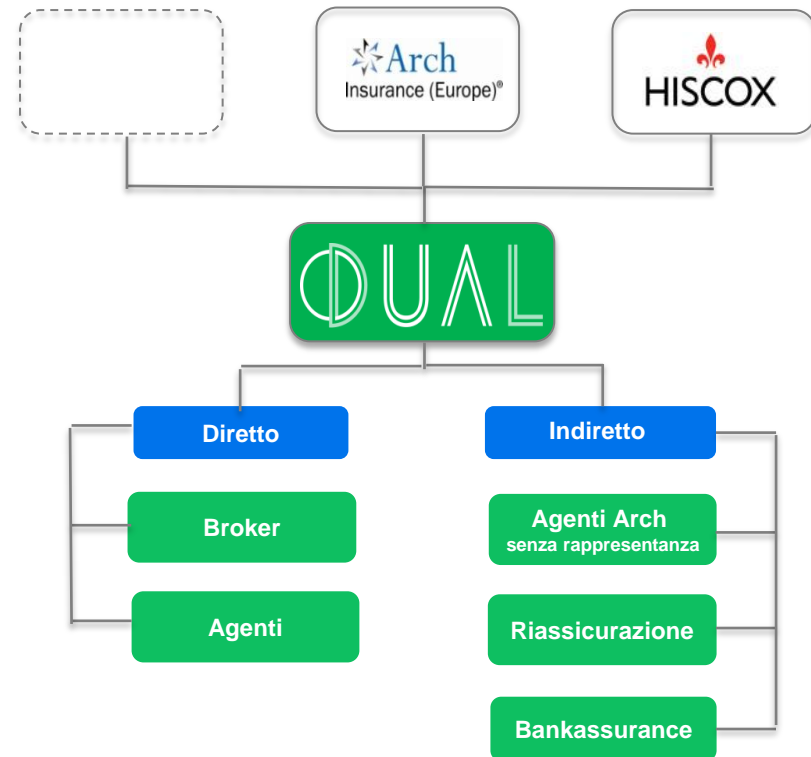 Arch
Insurance (Europe)®
HISCOX
DUAL
Diretto
Indiretto
Broker
Agenti Arch
senza rappresentanza
Agenti
Riassicurazione
Bankassurance